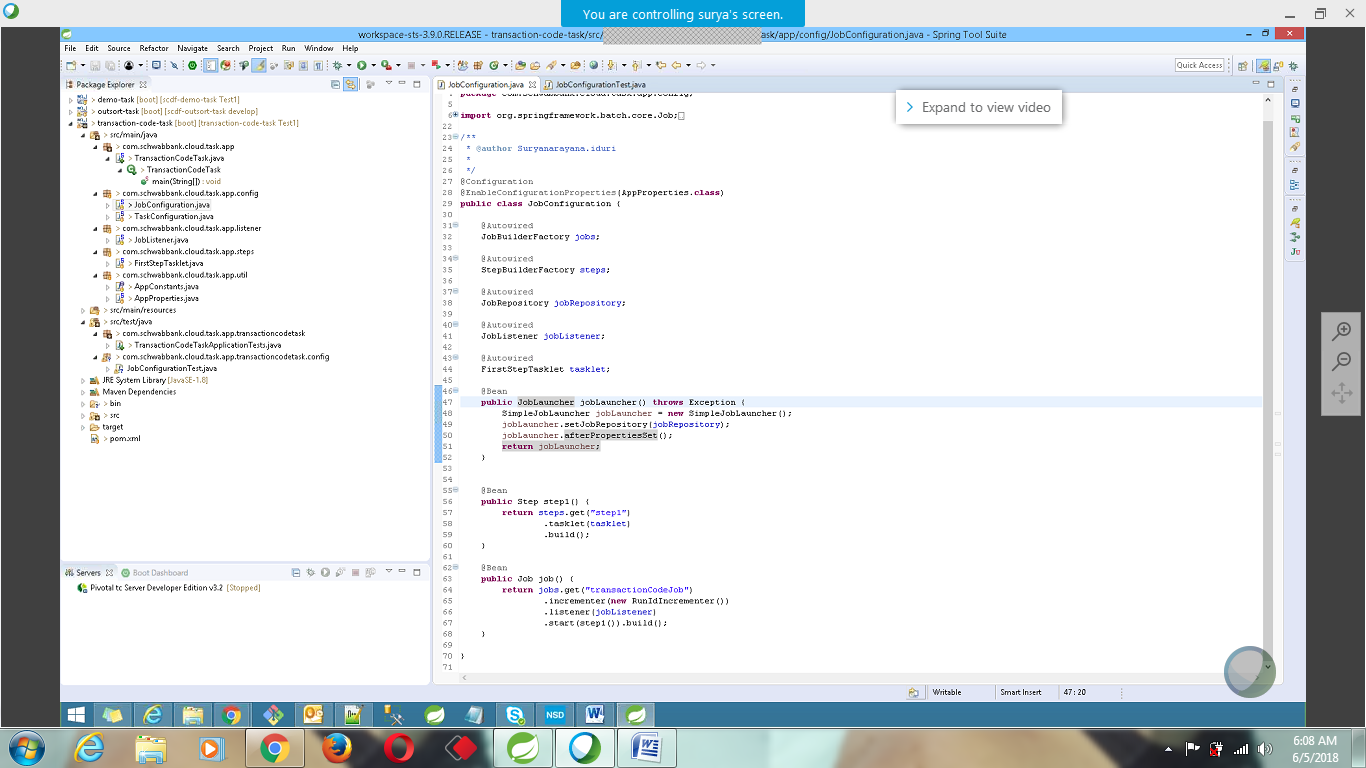 You are controlling surya's screen.
workspace-sts-3.9.0.RELEASE - transaction-code-task/src/ ask/app/config/JobConfiguration.java - Spring Tool Suite
File Edit Source Refactor Navigate Search Project Run Window Help
Quick Access
Package Explorer
JobConfiguration.java
JobConfigurationTest.java
Expand to view video
> demo-task [boot] [scdf-demo-task Test1]
> outsort-task [boot] [scdf-outsort-task develop]
> transaction-code-task [boot] [transaction-code-task Test1]
> src/main/java
> com.schwabbank.cloud.task.app
> TransactionCodeTask.java
> TransactionCodeTask
main(String[]) : void
> com.schwabbank.cloud.task.app.config
> JobConfiguration.java
> TaskConfiguration.java
> com.schwabbank.cloud.task.app.listener
> JobListener.java
> com.schwabbank.cloud.task.app.steps
> FirstStepTasklet.java
> com.schwabbank.cloud.task.app.util
> AppConstants.java
> AppProperties.java
> src/main/resources
> src/test/java
> com.schwabbank.cloud.task.app.transactioncodetask
> TransactionCodeTaskApplicationTests.java
> com.schwabbank.cloud.task.app.transactioncodetask.config
JobConfigurationTest.java
JRE System Library [JavaSE-1.8]
Maven Dependencies
> bin
> src
target
> pom.xml
Servers
Boot Dashboard
Pivotal tc Server Developer Edition v3.2 [Stopped]
5
6 import org.springframework.batch.core.Job;
22
23 /**
24 * @author Suryanarayana.iduri
25 *
26 */
27 @Configuration
28 @EnableConfigurationProperties(AppProperties.class)
29 public class JobConfiguration {
30
31 @Autowired
32 JobBuilderFactory jobs;
33
34 @Autowired
35 StepBuilderFactory steps;
36
37 @Autowired
38 JobRepository jobRepository;
39
40 @Autowired
41 JobListener jobListener;
42
43 @Autowired
44 FirstStepTasklet tasklet;
45
46 @Bean
47 public JobLauncher jobLauncher() throws Exception {
48 SimpleJobLauncher jobLauncher = new SimpleJobLauncher();
49 jobLauncher.setJobRepository(jobRepository);
50 jobLauncher.afterPropertiesSet();
51 return jobLauncher;
52 }
53
54
55 @Bean
56 public Step step1() {
57 return steps.get("step1")
58 .tasklet(tasklet)
59 .build();
60 }
61
62 @Bean
63 public Job job() {
64 return jobs.get("transactionCodeJob")
65 .incrementer(new RunIdIncrementer())
66 .listener(jobListener)
67 .start(step1()).build();
68 }
69
70 }
71
Writable
Smart Insert
47 : 20
NSD
6:08 AM
6/5/2018